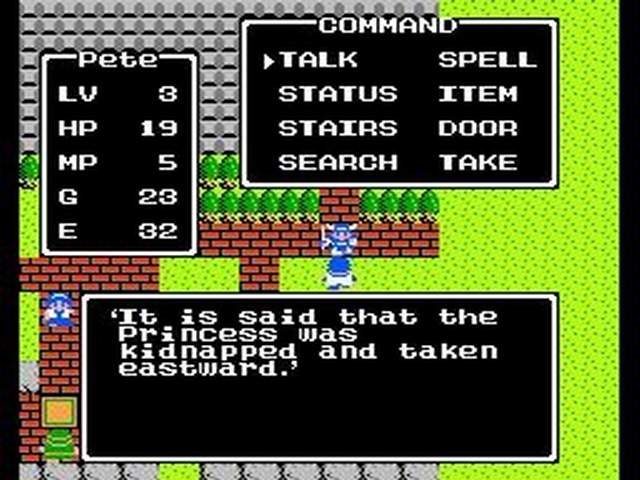 COMMAND
▶TALK SPELL
STATUS ITEM
STAIRS DOOR
SEARCH TAKE
Pete
LV 3
HP 19
MP 5
G 23
E 32
‘It is said that the
Princess was
kidnapped and taken
eastward.’